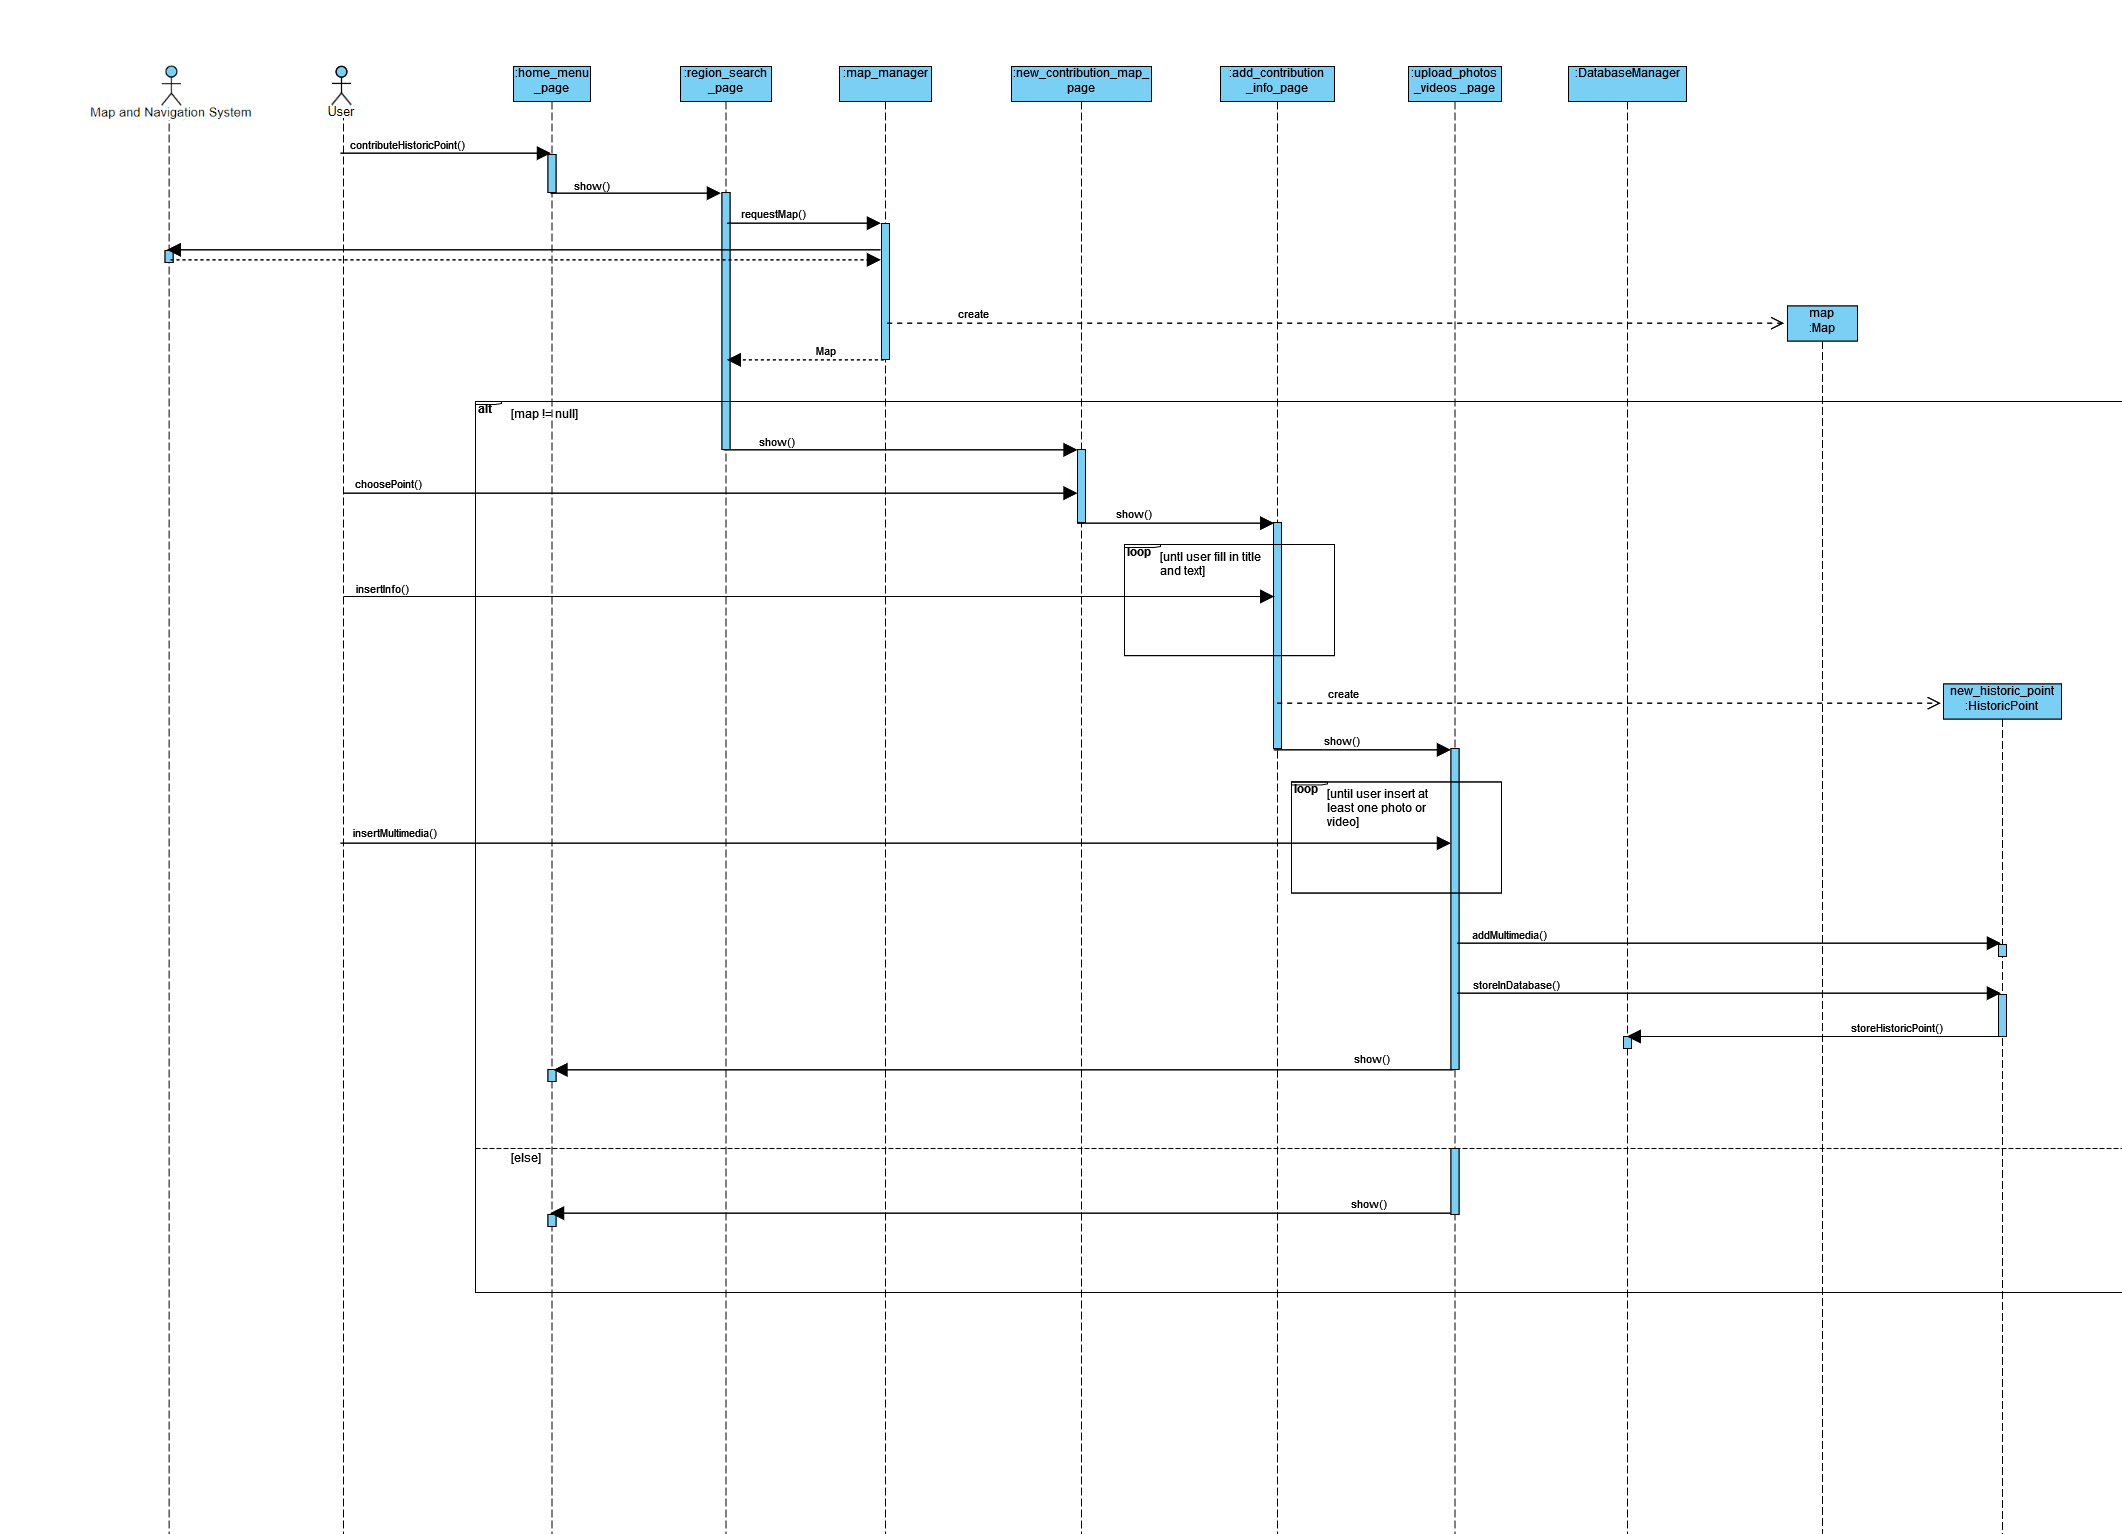 :home_menu
_page
:region_search
_page
:map_manager
:new_contribution_map_
page
:add_contribution
_info_page
:upload_photos
_videos _page
:DatabaseManager
Map and Navigation System
User
contributeHistoricPoint()
show()
requestMap()
create
map
:Map
Map
alt
[map != null]
show()
choosePoint()
show()
loop
[untl user fill in title
and text]
insertInfo()
create
new_historic_point
:HistoricPoint
show()
loop
[until user insert at
least one photo or
video]
insertMultimedia()
addMultimedia()
storeInDatabase()
storeHistoricPoint()
show()
[else]
show()